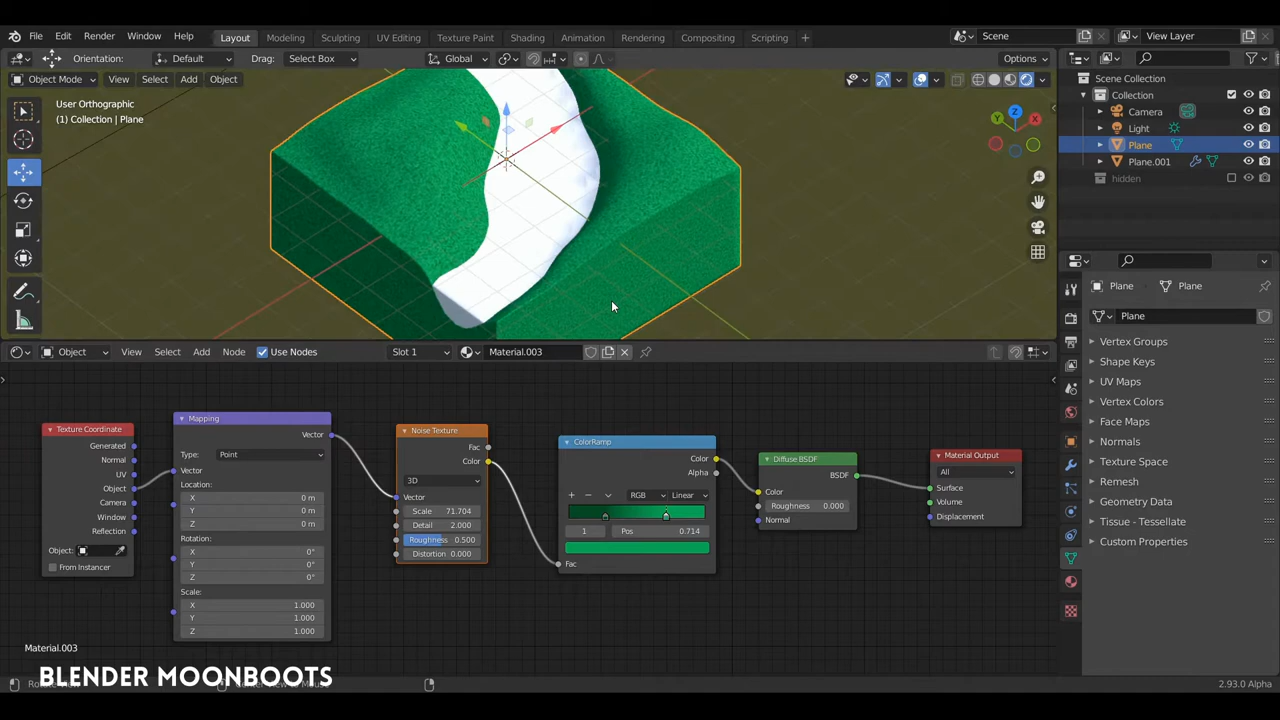 File Edit Render Window Help Layout Modeling Sculpting UV Editing Texture Paint Shading Animation Rendering Compositing Scripting + Scene View Layer
Orientation: Default Drag: Select Box Global Options
Object Mode View Select Add Object
User Orthographic
(1) Collection | Plane
Z
Y
X
Scene Collection
Collection
Camera
Light
Plane
Plane.001
hidden
Plane Plane
Plane
Vertex Groups
Shape Keys
UV Maps
Vertex Colors
Face Maps
Normals
Texture Space
Remesh
Geometry Data
Tissue - Tessellate
Custom Properties
Object View Select Add Node Use Nodes Slot 1 Material.003
Texture Coordinate
Generated
Normal
UV
Object
Camera
Window
Reflection
Object:
From Instancer
Mapping
Vector
Type: Point
Vector
Location:
X 0 m
Y 0 m
Z 0 m
Rotation:
X 0°
Y 0°
Z 0°
Scale:
X 1.000
Y 1.000
Z 1.000
Noise Texture
Fac
Color
3D
Vector
Scale 71.704
Detail 2.000
Roughness 0.500
Distortion 0.000
ColorRamp
Color
Alpha
+ − RGB Linear
1 Pos 0.714
Fac
Diffuse BSDF
BSDF
Color
Roughness 0.000
Normal
Material Output
All
Surface
Volume
Displacement
Material.003
BLENDER MOONBOOTS
2.93.0 Alpha